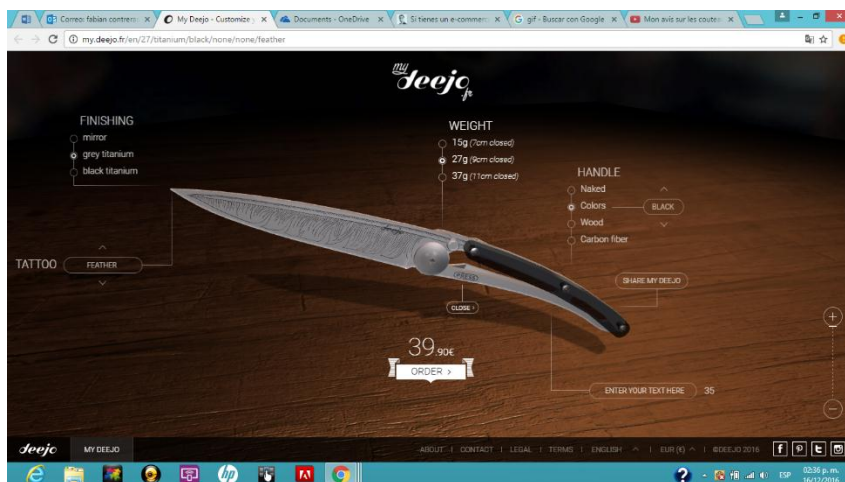 Correo: fabian contrera
My Deejo - Customize y
Documents - OneDrive
Si tienes un e-commerc
gif - Buscar con Google
Mon avis sur les coutea
my.deejo.fr/en/27/titanium/black/none/none/feather
my
deejo
.fr
FINISHING
mirror
grey titanium
black titanium
WEIGHT
15g (7cm closed)
27g (9cm closed)
37g (11cm closed)
HANDLE
Naked
Colors
BLACK
Wood
Carbon fiber
TATTOO
FEATHER
SHARE MY DEEJO
CLOSE ›
39.90€
ORDER >
ENTER YOUR TEXT HERE 35
deejo MY DEEJO ABOUT | CONTACT | LEGAL | TERMS | ENGLISH | EUR (€) | ©DEEJO 2016
hp
ESP
02:36 p. m.
16/12/2016